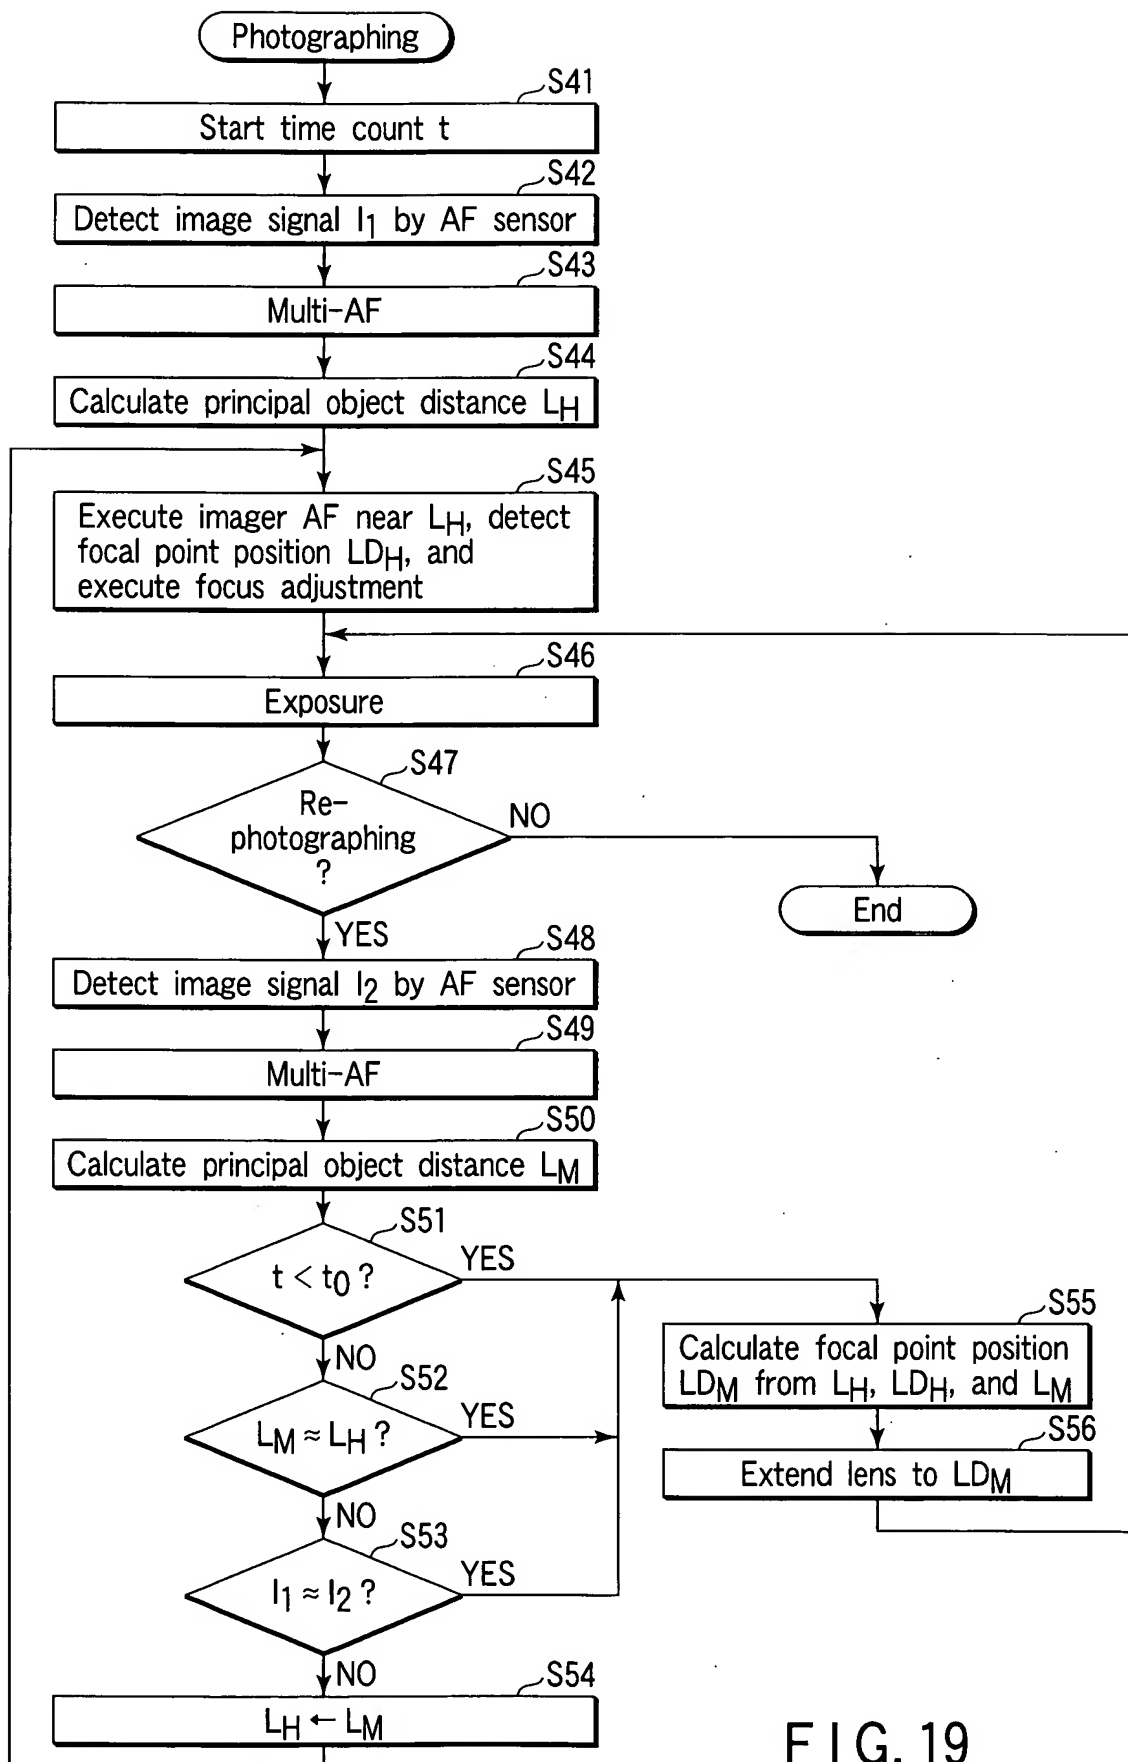 Photographing
S41
Start time count t
S42
Detect image signal I1 by AF sensor
S43
Multi-AF
S44
Calculate principal object distance LH
S45
Execute imager AF near LH, detect
focal point position LDH, and
execute focus adjustment
S46
Exposure
S47
Re-
photographing
?
NO
End
YES
S48
Detect image signal I2 by AF sensor
S49
Multi-AF
S50
Calculate principal object distance LM
S51
t < t0 ?
YES
NO
S52
LM ≈ LH ?
YES
NO
S53
I1 ≈ I2 ?
YES
NO
S54
LH ← LM
S55
Calculate focal point position
LDM from LH, LDH, and LM
S56
Extend lens to LDM
FIG. 19